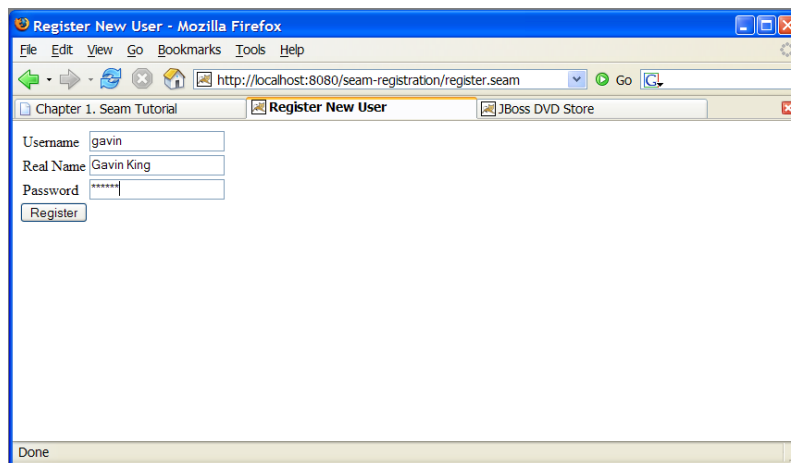 Register New User - Mozilla Firefox
File Edit View Go Bookmarks Tools Help
http://localhost:8080/seam-registration/register.seam Go G
Chapter 1. Seam Tutorial Register New User JBoss DVD Store
Username gavin
Real Name Gavin King
Password ******
Register
Done